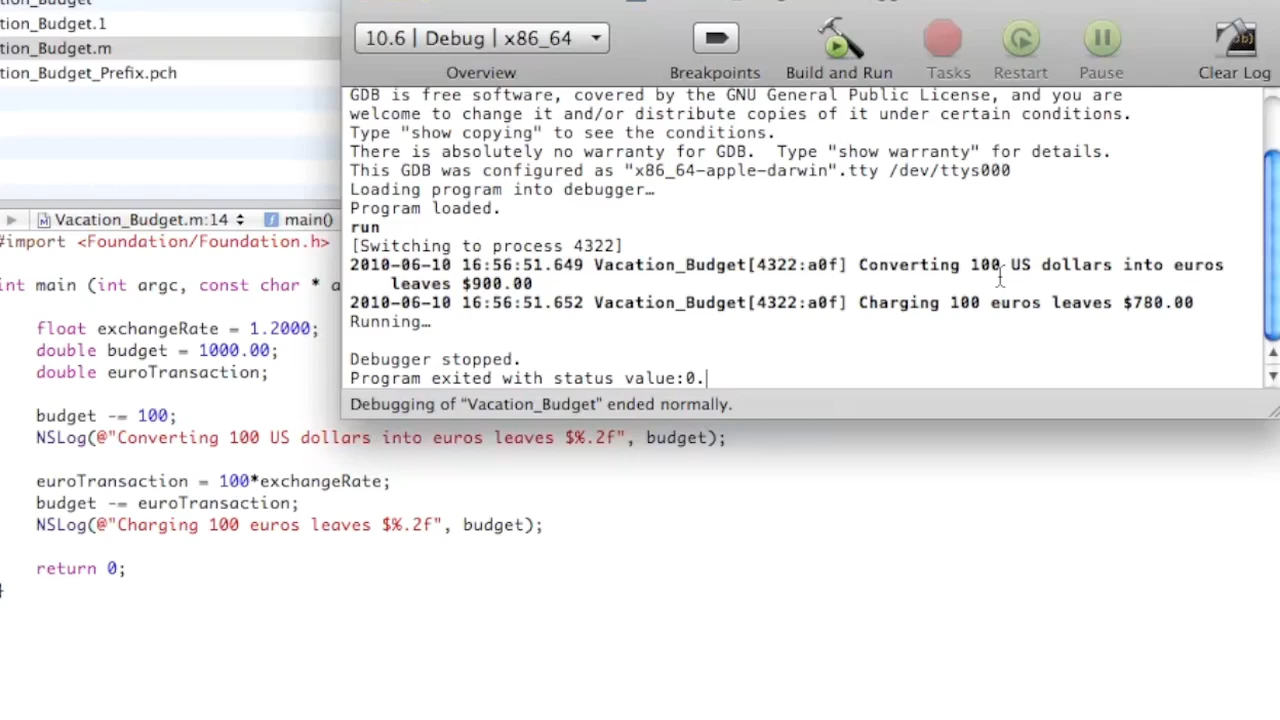 ation_Budget.1
ation_Budget.m
tion_Budget_Prefix.pch
10.6 | Debug | x86_64
Overview
Breakpoints
Build and Run
Tasks
Restart
Pause
Clear Log
GDB is free software, covered by the GNU General Public License, and you are
welcome to change it and/or distribute copies of it under certain conditions.
Type "show copying" to see the conditions.
There is absolutely no warranty for GDB.  Type "show warranty" for details.
This GDB was configured as "x86_64-apple-darwin".tty /dev/ttys000
Loading program into debugger…
Program loaded.
run
[Switching to process 4322]
2010-06-10 16:56:51.649 Vacation_Budget[4322:a0f] Converting 100 US dollars into euros
leaves $900.00
2010-06-10 16:56:51.652 Vacation_Budget[4322:a0f] Charging 100 euros leaves $780.00
Running…
Debugger stopped.
Program exited with status value:0.
Debugging of “Vacation_Budget” ended normally.
Vacation_Budget.m:14
main()
#import <Foundation/Foundation.h>
int main (int argc, const char * a
float exchangeRate = 1.2000;
double budget = 1000.00;
double euroTransaction;
budget -= 100;
NSLog(@"Converting 100 US dollars into euros leaves $%.2f", budget);
euroTransaction = 100*exchangeRate;
budget -= euroTransaction;
NSLog(@"Charging 100 euros leaves $%.2f", budget);
return 0;
}